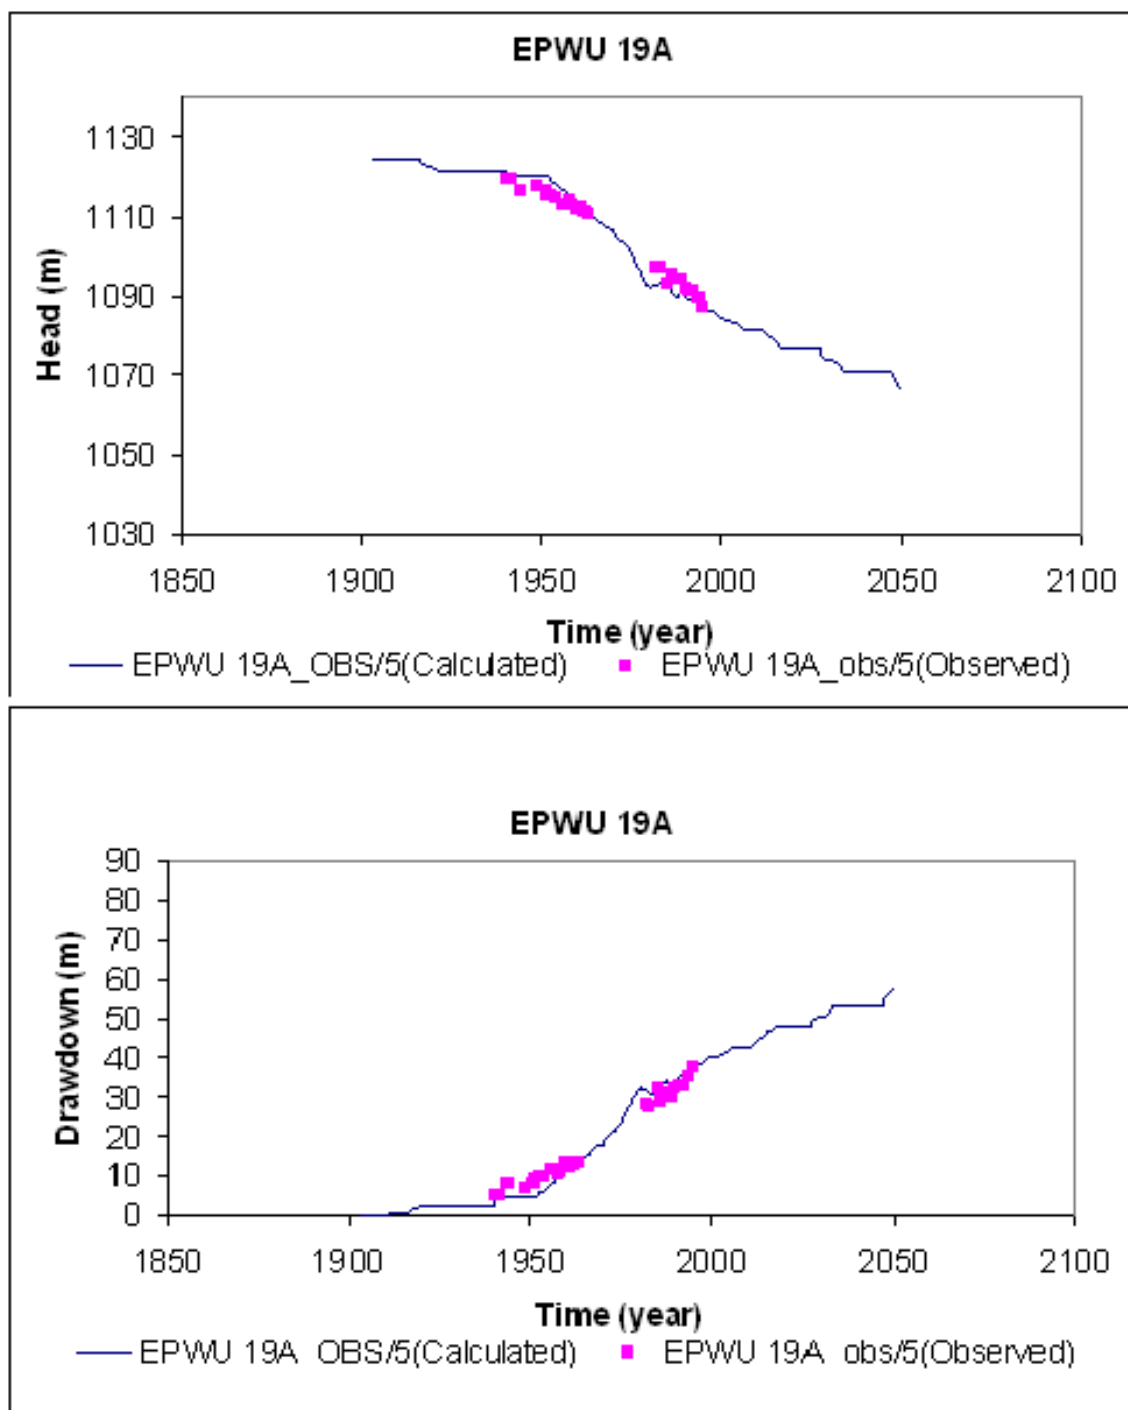 EPWU 19A
1130
1110
1090
1070
1050
1030
Head (m)
1850 1900 1950 2000 2050 2100
Time (year)
EPWU 19A_OBS/5(Calculated) EPWU 19A_obs/5(Observed)
EPWU 19A
90
80
70
60
50
40
30
20
10
0
Drawdown (m)
1850 1900 1950 2000 2050 2100
Time (year)
EPWU 19A OBS/5(Calculated) EPWU 19A obs/5(Observed)